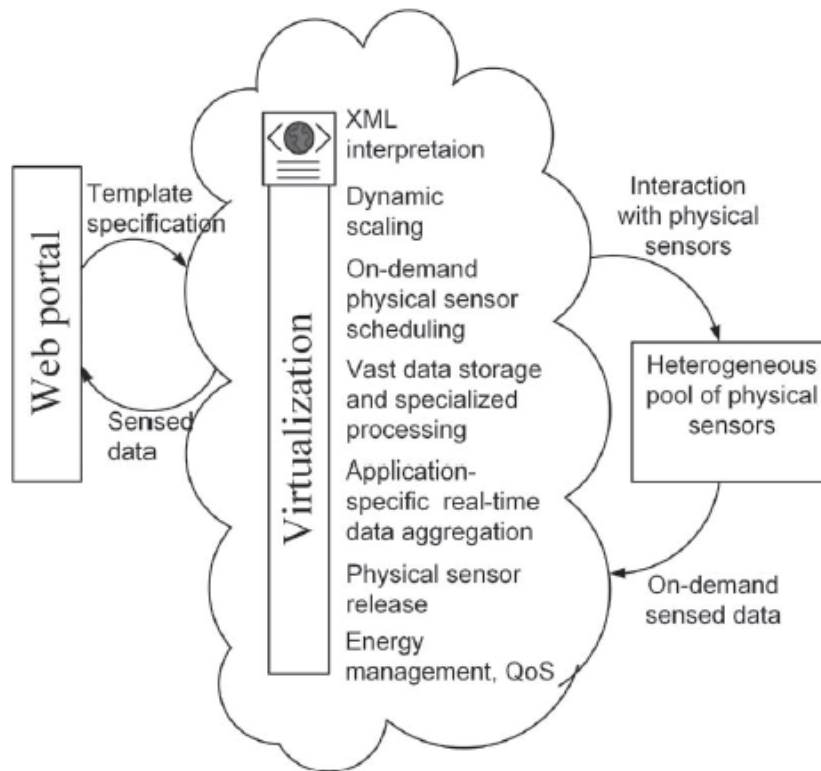 Web portal
Template
specification
Sensed
data
Virtualization
XML
interpretaion
Dynamic
scaling
On-demand
physical sensor
scheduling
Vast data storage
and specialized
processing
Application-
specific real-time
data aggregation
Physical sensor
release
Energy
management, QoS
Interaction
with physical
sensors
Heterogeneous
pool of physical
sensors
On-demand
sensed data